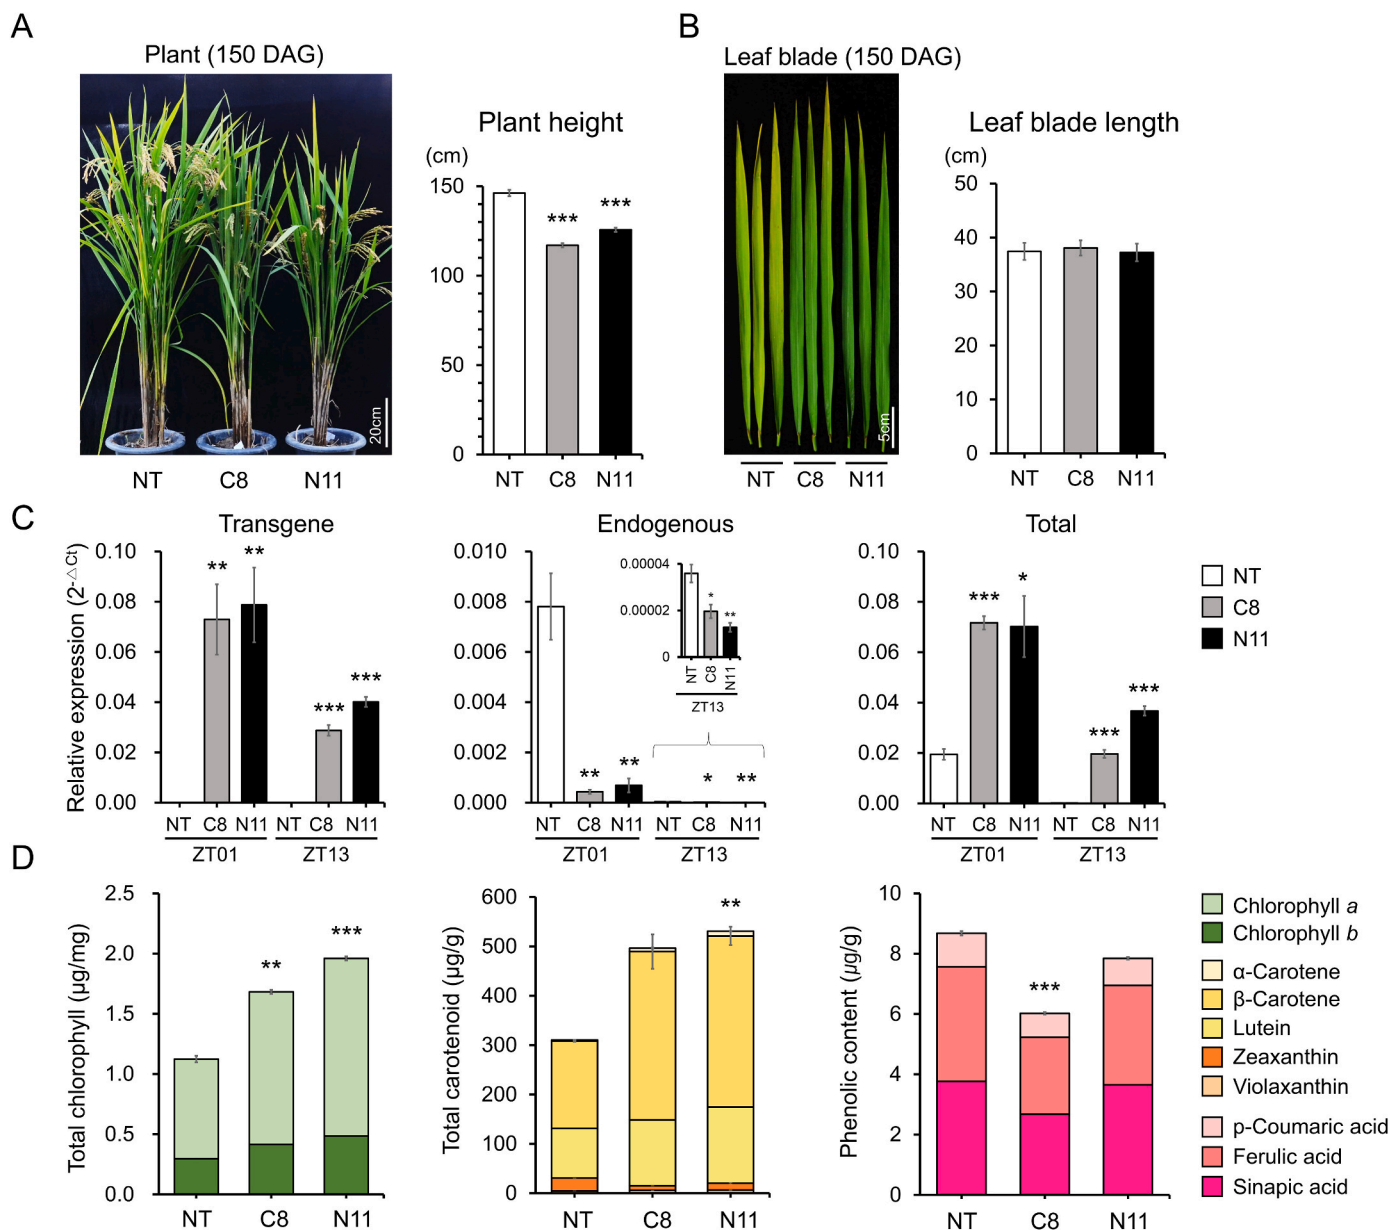 A
Plant (150 DAG)
20cm
NT C8 N11
Plant height
(cm)
150
***
***
100
50
0
NT C8 N11
B
Leaf blade (150 DAG)
5cm
NT C8 N11
Leaf blade length
(cm)
50
40
30
20
10
0
NT C8 N11
C
Transgene
Relative expression (2-△Ct)
0.10
0.08
0.06
0.04
0.02
0.00
**
**
***
***
NT C8 N11 NT C8 N11
ZT01 ZT13
Endogenous
0.010
0.008
0.006
0.004
0.002
0.000
**
**
*
**
0.00004
0.00002
0
*
**
NT C8 N11
ZT13
NT C8 N11 NT C8 N11
ZT01 ZT13
Total
0.10
0.08
0.06
0.04
0.02
0.00
***
*
***
***
NT C8 N11 NT C8 N11
ZT01 ZT13
NT
C8
N11
D
Total chlorophyll (µg/mg)
2.5
2.0
1.5
1.0
0.5
0.0
**
***
NT C8 N11
Total carotenoid (µg/g)
600
500
400
300
200
100
0
**
NT C8 N11
Phenolic content (µg/g)
10
8
6
4
2
0
***
NT C8 N11
Chlorophyll a
Chlorophyll b
α-Carotene
β-Carotene
Lutein
Zeaxanthin
Violaxanthin
p-Coumaric acid
Ferulic acid
Sinapic acid